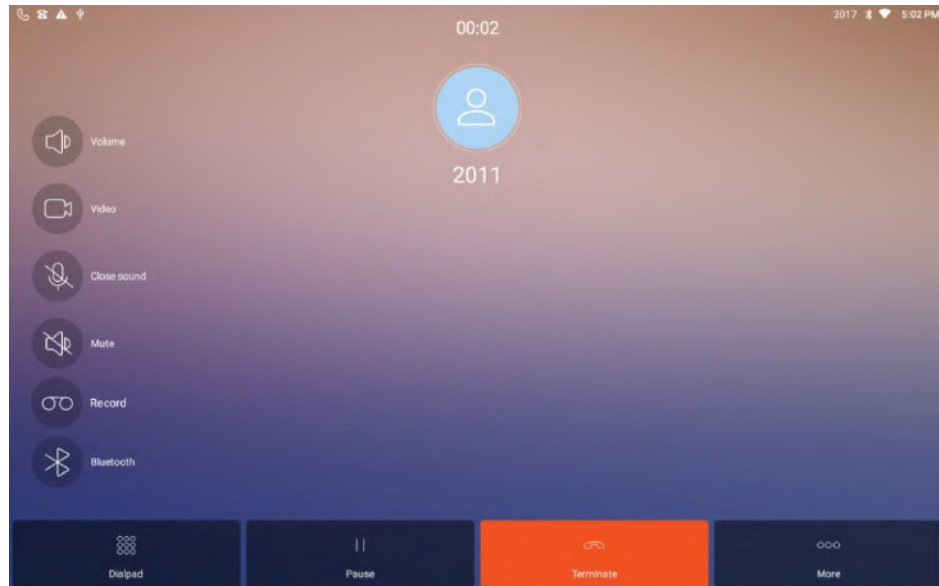 2017 5:02 PM
00:02
2011
Volume
Video
Close sound
Mute
Record
Bluetooth
Dialpad
Pause
Terminate
More